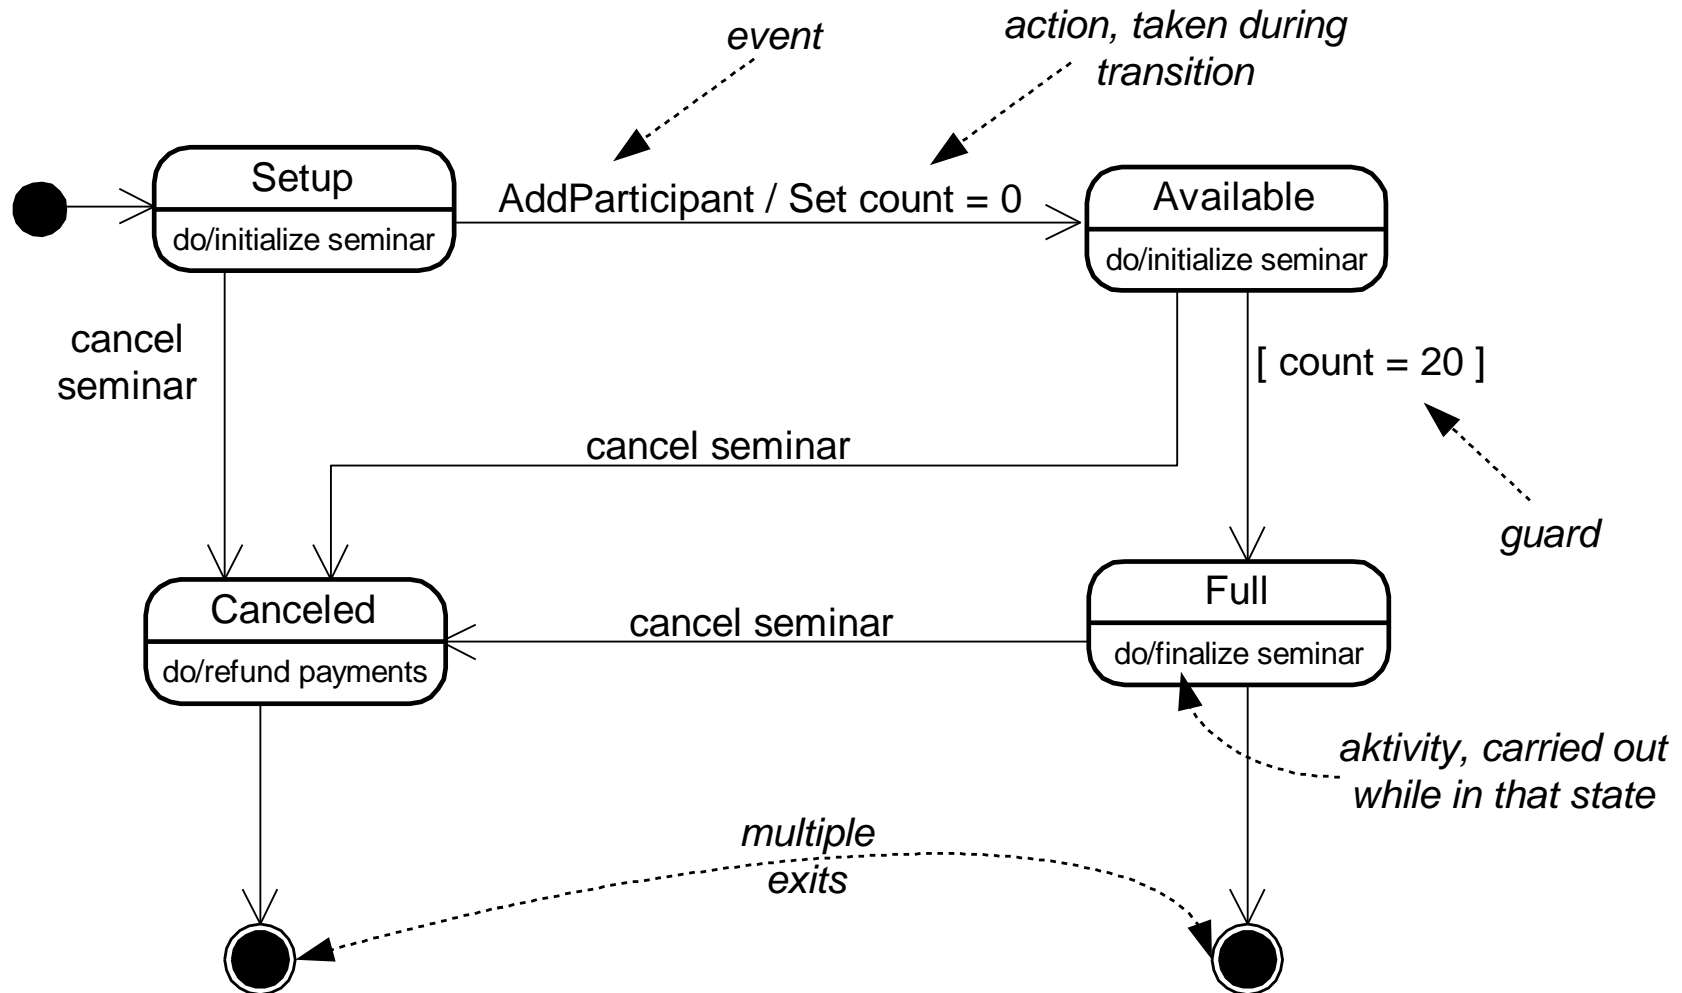 event
action, taken during
transition
Setup
do/initialize seminar
AddParticipant / Set count = 0
Available
do/initialize seminar
cancel
seminar
[ count = 20 ]
cancel seminar
guard
Canceled
do/refund payments
cancel seminar
Full
do/finalize seminar
aktivity, carried out
while in that state
multiple
exits